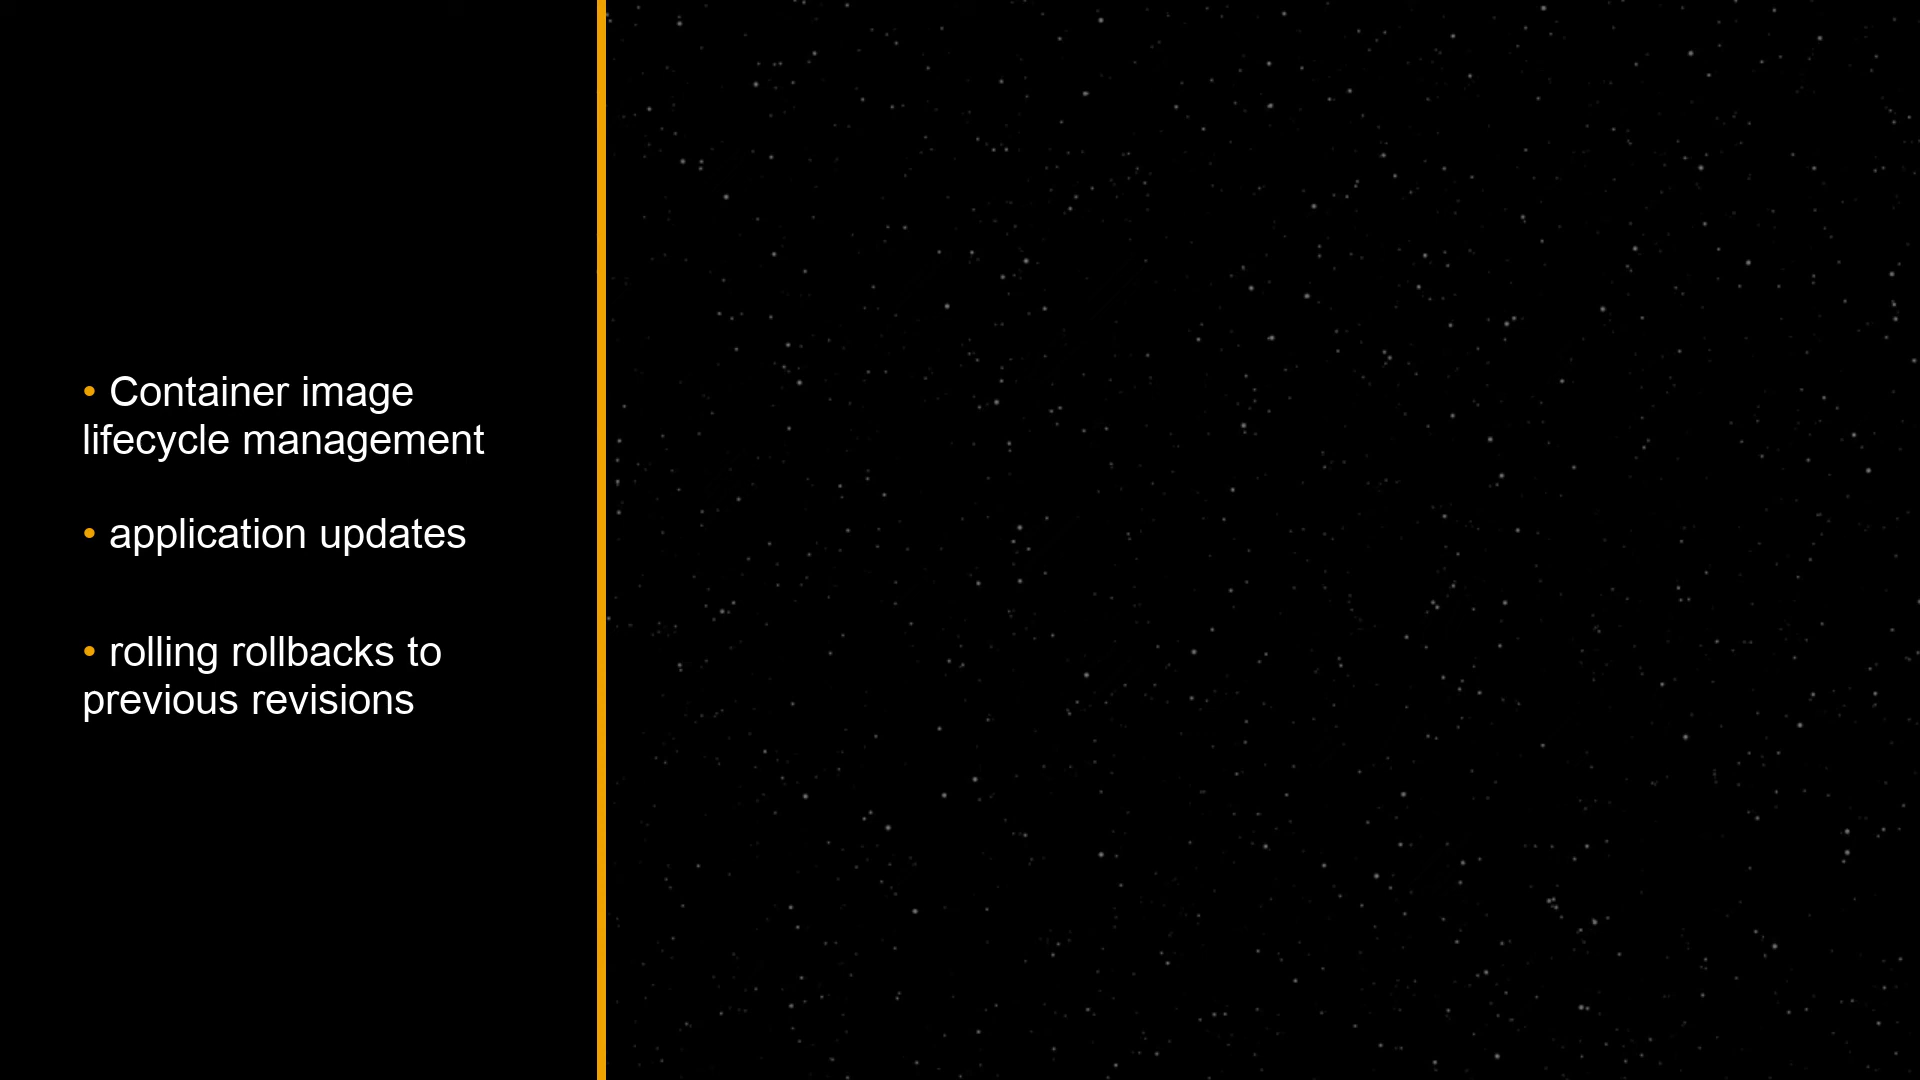 • Container image
lifecycle management
• application updates
• rolling rollbacks to
previous revisions